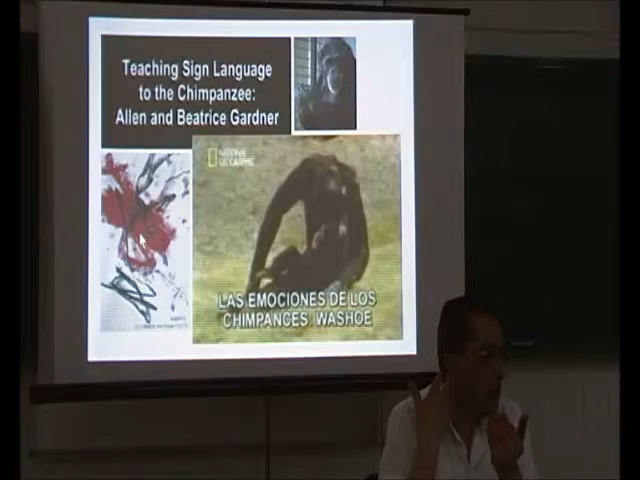 Teaching Sign Language
to the Chimpanzee:
Allen and Beatrice Gardner
NATIONAL
GEOGRAPHIC
LAS EMOCIONES DE LOS
CHIMPANCES: WASHOE